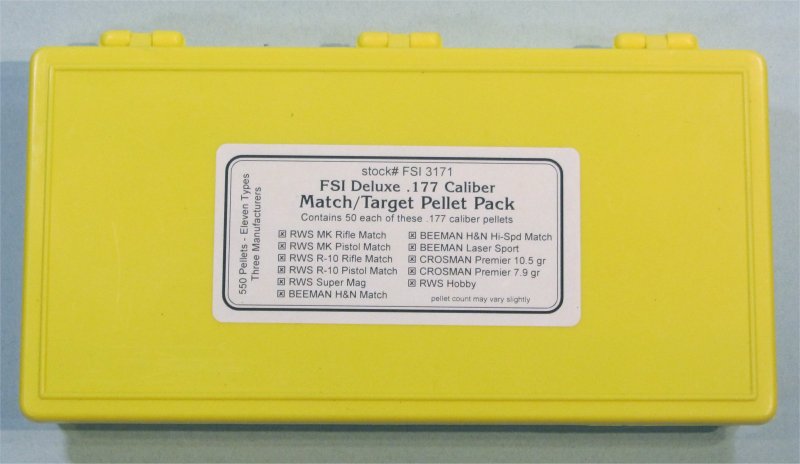 stock# FSI 3171
FSI Deluxe .177 Caliber
Match/Target Pellet Pack
Contains 50 each of these .177 caliber pellets
550 Pellets - Eleven Types
Three Manufacturers
☒ RWS MK Rifle Match
☒ RWS MK Pistol Match
☒ RWS R-10 Rifle Match
☒ RWS R-10 Pistol Match
☒ RWS Super Mag
☒ BEEMAN H&N Match
☒ BEEMAN H&N Hi-Spd Match
☒ BEEMAN Laser Sport
☒ CROSMAN Premier 10.5 gr
☒ CROSMAN Premier 7.9 gr
☒ RWS Hobby
pellet count may vary slightly